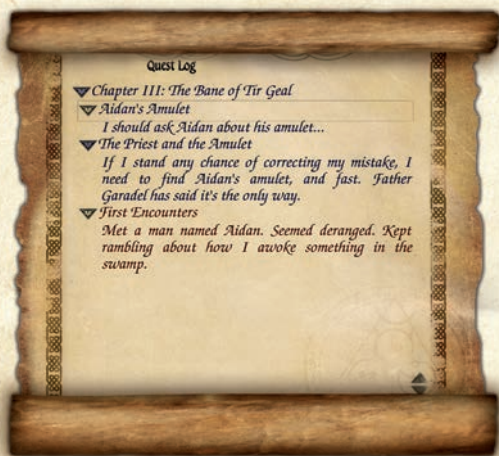 Quest Log
Chapter III: The Bane of Tir Geal
Aidan's Amulet
I should ask Aidan about his amulet...
The Priest and the Amulet
If I stand any chance of correcting my mistake, I
need to find Aidan's amulet, and fast. Father
Garadel has said it's the only way.
First Encounters
Met a man named Aidan. Seemed deranged. Kept
rambling about how I awoke something in the
swamp.